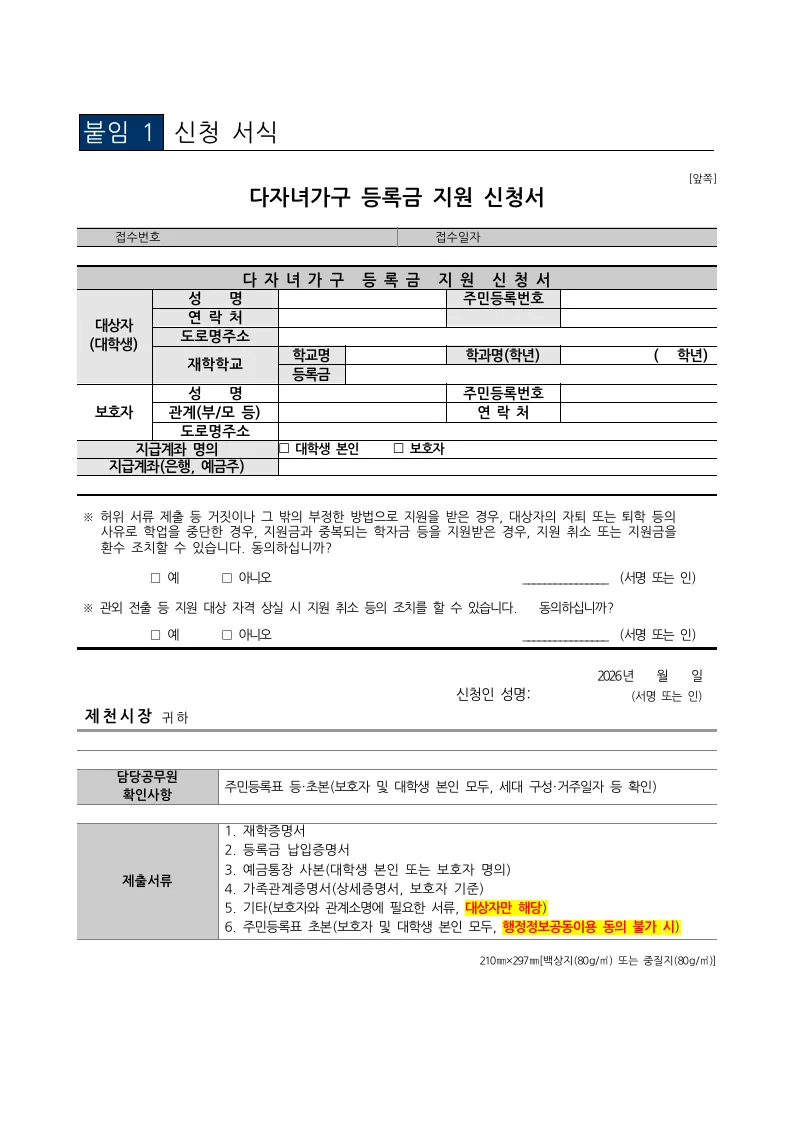 붙임 1 신청 서식
[앞쪽]
다자녀가구 등록금 지원 신청서
접수번호 접수일자
다 자 녀 가 구 등 록 금 지 원 신 청 서
대상자
(대학생)
성 명 주민등록번호
연 락 처
도로명주소
재학학교 학교명 학과명(학년) ( 학년)
등록금
보호자
성 명 주민등록번호
관계(부/모 등) 연 락 처
도로명주소
지급계좌 명의 □ 대학생 본인 □ 보호자
지급계좌(은행, 예금주)
※ 허위 서류 제출 등 거짓이나 그 밖의 부정한 방법으로 지원을 받은 경우, 대상자의 자퇴 또는 퇴학 등의
사유로 학업을 중단한 경우, 지원금과 중복되는 학자금 등을 지원받은 경우, 지원 취소 또는 지원금을
환수 조치할 수 있습니다. 동의하십니까?
□ 예 □ 아니오 ________________ (서명 또는 인)
※ 관외 전출 등 지원 대상 자격 상실 시 지원 취소 등의 조치를 할 수 있습니다. 동의하십니까?
□ 예 □ 아니오 ________________ (서명 또는 인)
2026년 월 일
신청인 성명: (서명 또는 인)
제천시장 귀하
담당공무원
확인사항
주민등록표 등·초본(보호자 및 대학생 본인 모두, 세대 구성·거주일자 등 확인)
제출서류
1. 재학증명서
2. 등록금 납입증명서
3. 예금통장 사본(대학생 본인 또는 보호자 명의)
4. 가족관계증명서(상세증명서, 보호자 기준)
5. 기타(보호자와 관계소명에 필요한 서류, 대상자만 해당)
6. 주민등록표 초본(보호자 및 대학생 본인 모두, 행정정보공동이용 동의 불가 시)
210㎜×297㎜[백상지(80g/㎡) 또는 중질지(80g/㎡)]